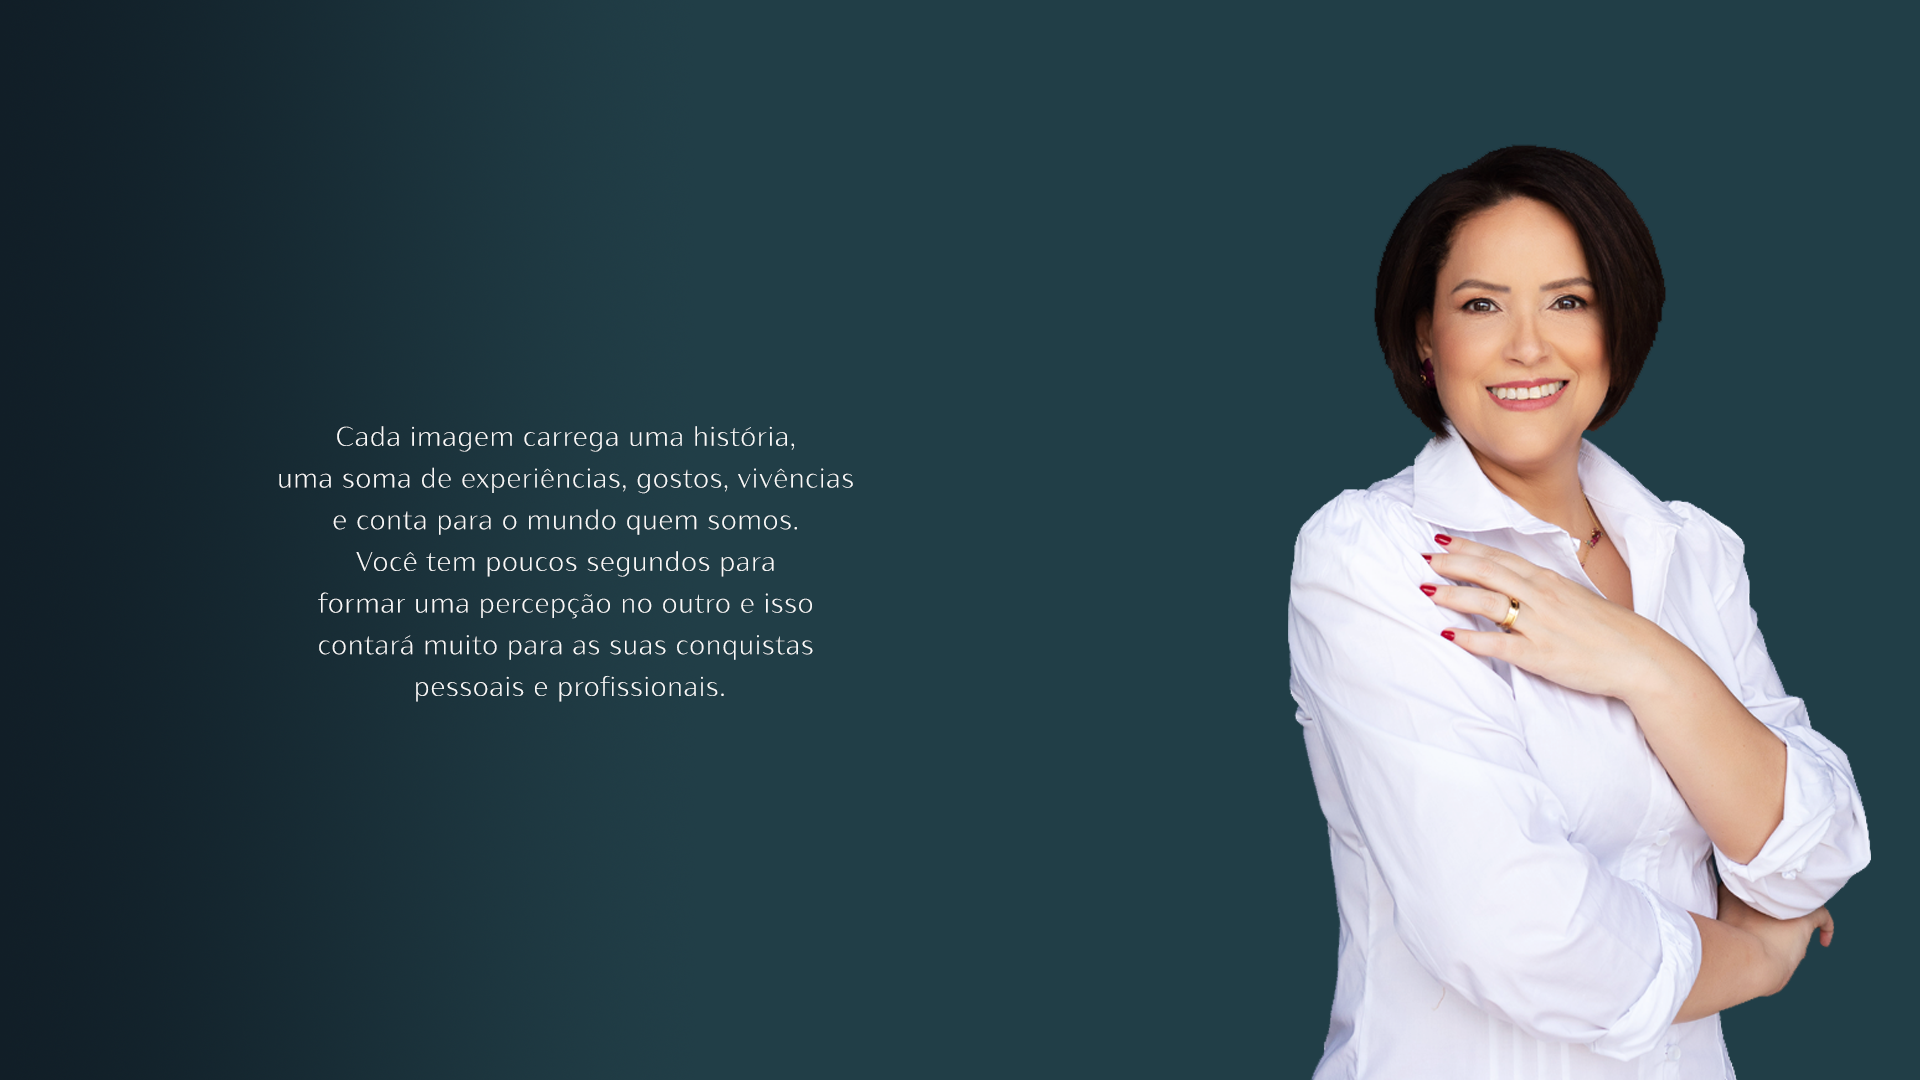 Cada imagem carrega uma história,
uma soma de experiências, gostos, vivências
e conta para o mundo quem somos.
Você tem poucos segundos para
formar uma percepção no outro e isso
contará muito para as suas conquistas
pessoais e profissionais.